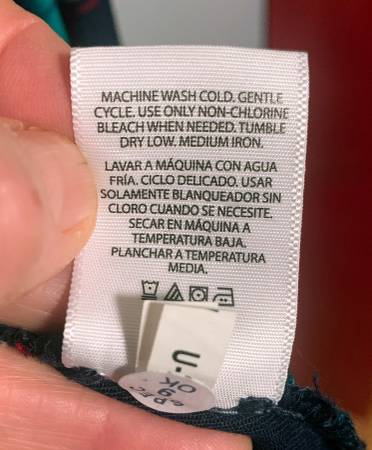 MACHINE WASH COLD. GENTLE
CYCLE. USE ONLY NON-CHLORINE
BLEACH WHEN NEEDED. TUMBLE
DRY LOW. MEDIUM IRON.
LAVAR A MÁQUINA CON AGUA
FRÍA. CICLO DELICADO. USAR
SOLAMENTE BLANQUEADOR SIN
CLORO CUANDO SE NECESITE.
SECAR EN MÁQUINA A
TEMPERATURA BAJA.
PLANCHAR A TEMPERATURA
MEDIA.
U.
9
OK